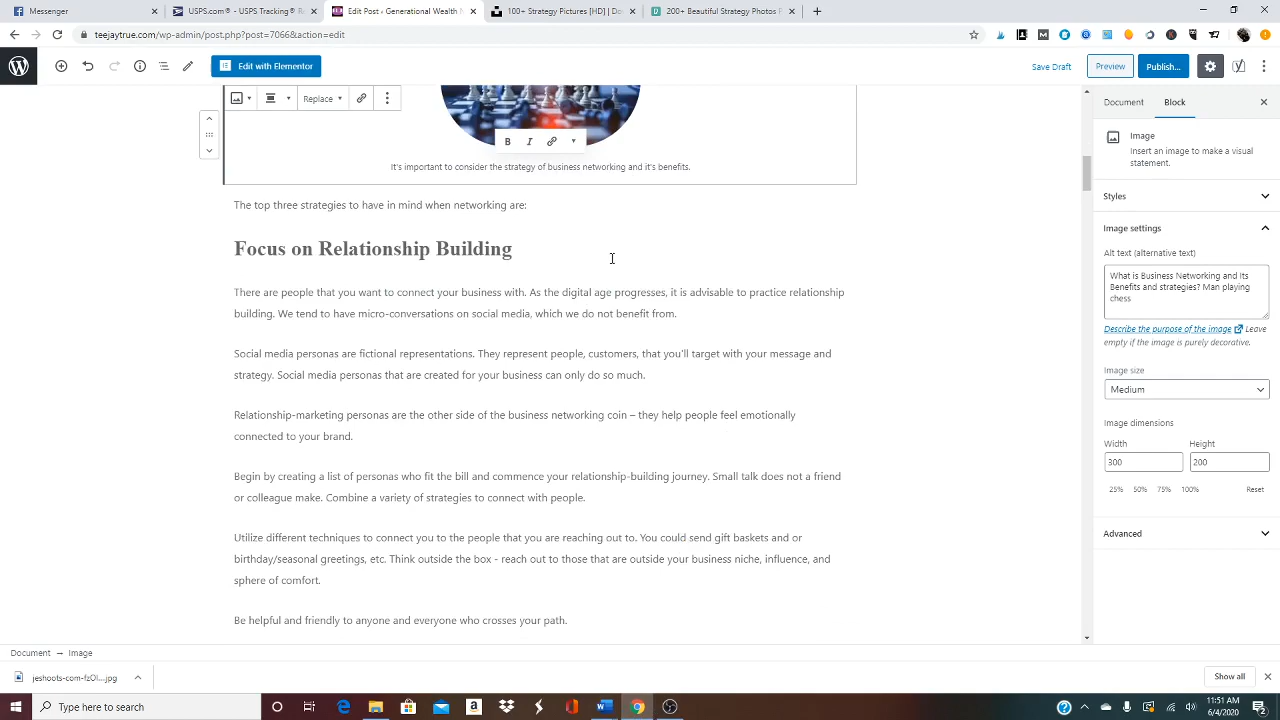 Messenger
USPS.com® - USPS Tracking® R
Edit Post ‹ Generational Wealth N
100+ Strategy Pictures [HD] | Do
200+ Beautiful Strategy Photos ·
teejaytrue.com/wp-admin/post.php?post=7066&action=edit
Edit with Elementor
Save Draft
Preview
Publish...
Replace
Document
Block
B I
It's important to consider the strategy of business networking and it's benefits.
Image
Insert an image to make a visual
statement.
Styles
The top three strategies to have in mind when networking are:
Image settings
Focus on Relationship Building
Alt text (alternative text)
What is Business Networking and Its
Benefits and strategies? Man playing
chess
There are people that you want to connect your business with. As the digital age progresses, it is advisable to practice relationship
building. We tend to have micro-conversations on social media, which we do not benefit from.
Describe the purpose of the image Leave
empty if the image is purely decorative.
Social media personas are fictional representations. They represent people, customers, that you'll target with your message and
strategy. Social media personas that are created for your business can only do so much.
Image size
Medium
Relationship-marketing personas are the other side of the business networking coin – they help people feel emotionally
connected to your brand.
Image dimensions
Width Height
300 200
Begin by creating a list of personas who fit the bill and commence your relationship-building journey. Small talk does not a friend
or colleague make. Combine a variety of strategies to connect with people.
25% 50% 75% 100% Reset
Advanced
Utilize different techniques to connect you to the people that you are reaching out to. You could send gift baskets and or
birthday/seasonal greetings, etc. Think outside the box - reach out to those that are outside your business niche, influence, and
sphere of comfort.
Be helpful and friendly to anyone and everyone who crosses your path.
Document → Image
jeshoots-com-fzOl....jpg
Show all
Type here to search
11:51 AM
6/4/2020